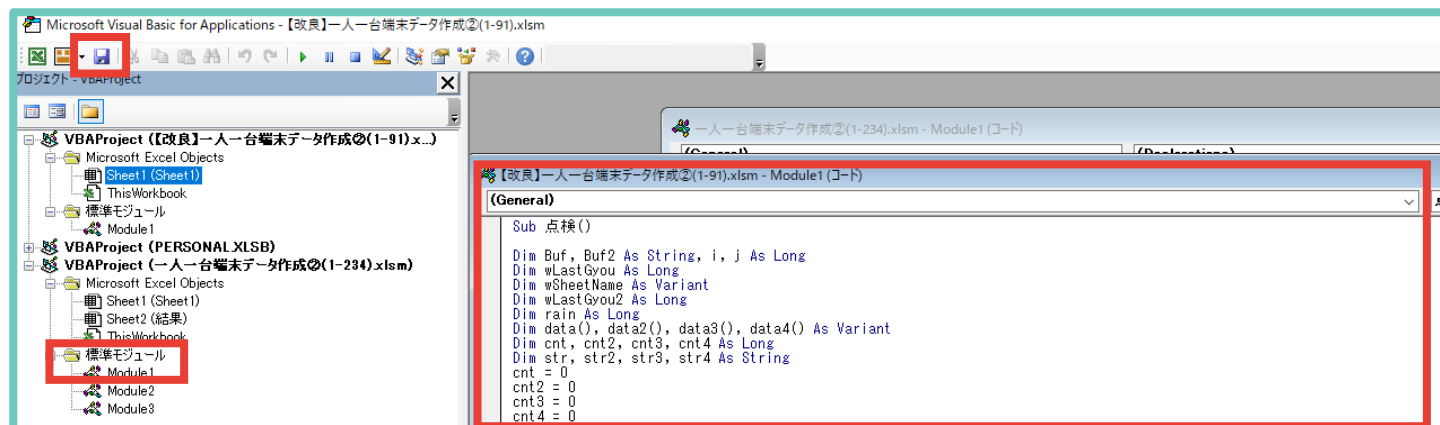 Microsoft Visual Basic for Applications - 【改良】一人一台端末データ作成②(1-91).xlsm
プロジェクト - VBAProject
VBAProject (【改良】一人一台端末データ作成②(1-91).x...)
Microsoft Excel Objects
Sheet1 (Sheet1)
ThisWorkbook
標準モジュール
Module1
VBAProject (PERSONAL.XLSB)
VBAProject (一人一台端末データ作成②(1-234).xlsm)
Microsoft Excel Objects
Sheet1 (Sheet1)
Sheet2 (結果)
ThisWorkbook
標準モジュール
Module1
Module2
Module3
一人一台端末データ作成②(1-234).xlsm - Module1 (コード)
(General)
(Declarations)
【改良】一人一台端末データ作成②(1-91).xlsm - Module1 (コード)
(General)
Sub 点検()
Dim Buf, Buf2 As String, i, j As Long
Dim wLastGyou As Long
Dim wSheetName As Variant
Dim wLastGyou2 As Long
Dim rain As Long
Dim data(), data2(), data3(), data4() As Variant
Dim cnt, cnt2, cnt3, cnt4 As Long
Dim str, str2, str3, str4 As String
cnt = 0
cnt2 = 0
cnt3 = 0
cnt4 = 0